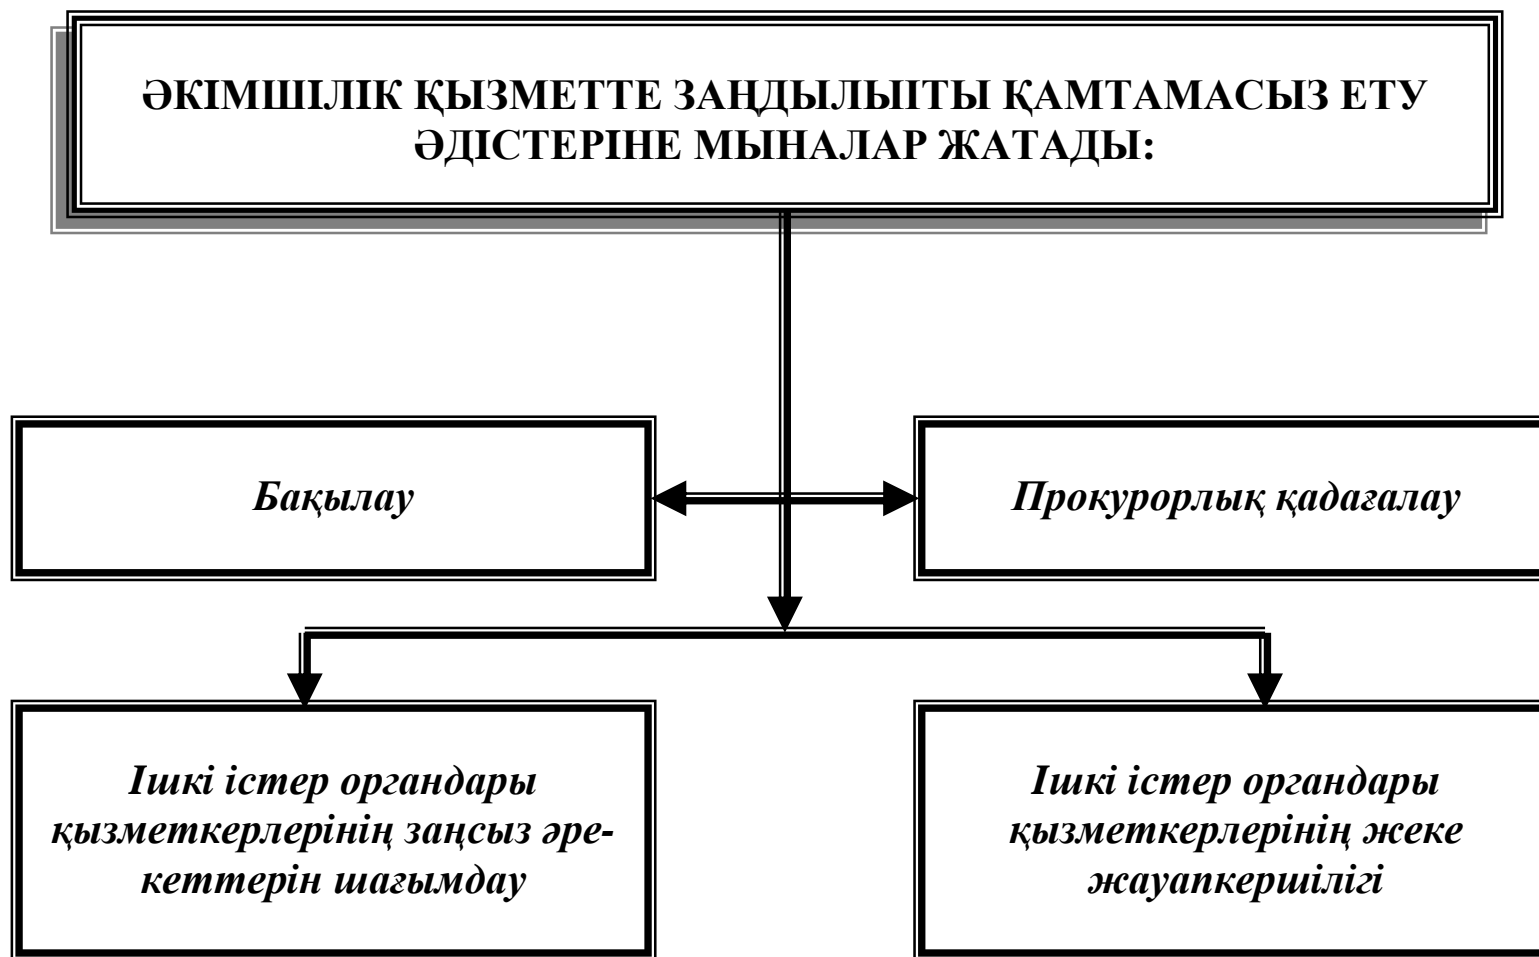 ӘКІМШІЛІК ҚЫЗМЕТТЕ ЗАҢДЫЛЫІТЫ ҚАМТАМАСЫЗ ЕТУ
ӘДІСТЕРІНЕ МЫНАЛАР ЖАТАДЫ:
Бақылау
Прокурорлық қадағалау
Ішкі істер органдары
қызметкерлерінің заңсыз әре-
кеттерін шағымдау
Ішкі істер органдары
қызметкерлерінің жеке
жауапкершілігі